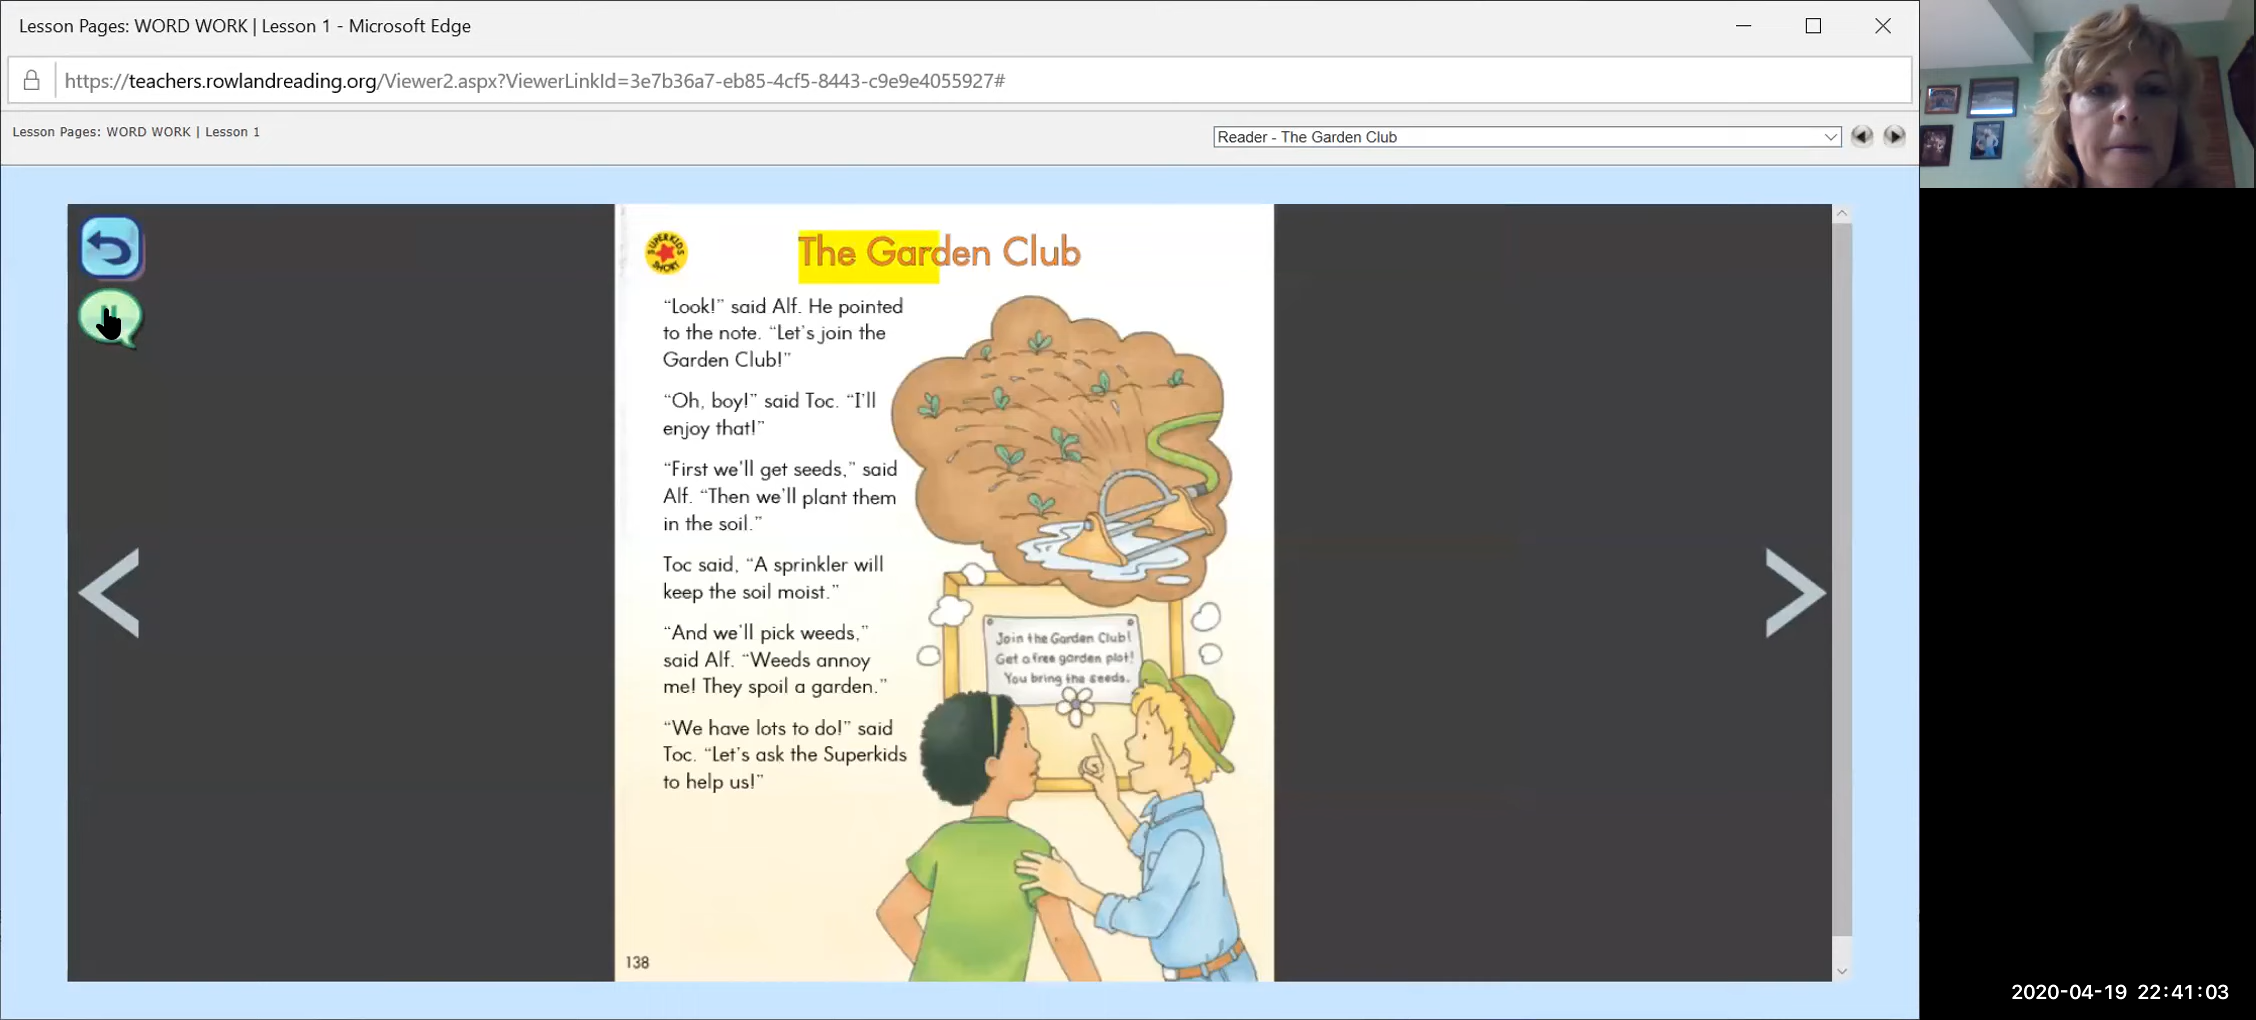 Lesson Pages: WORD WORK | Lesson 1 - Microsoft Edge
https://teachers.rowlandreading.org/Viewer2.aspx?ViewerLinkId=3e7b36a7-eb85-4cf5-8443-c9e9e4055927#
Lesson Pages: WORD WORK | Lesson 1
Reader - The Garden Club
SUPERKIDS
SHORT
The Garden Club
“Look!” said Alf. He pointed
to the note. “Let’s join the
Garden Club!”
“Oh, boy!” said Toc. “I’ll
enjoy that!”
“First we’ll get seeds,” said
Alf. “Then we’ll plant them
in the soil.”
Toc said, “A sprinkler will
keep the soil moist.”
“And we’ll pick weeds,”
said Alf. “Weeds annoy
me! They spoil a garden.”
“We have lots to do!” said
Toc. “Let’s ask the Superkids
to help us!”
Join the Garden Club!
Get a free garden plot!
You bring the seeds.
138
2020-04-19 22:41:03